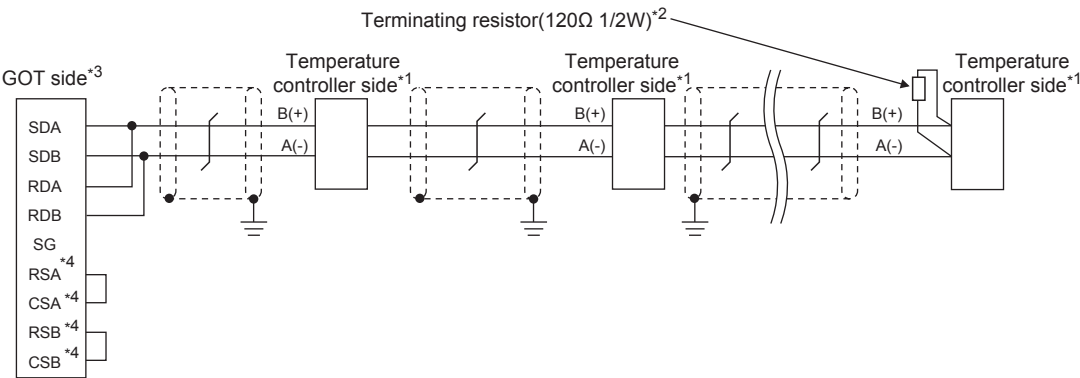 Terminating resistor(120Ω 1/2W)*2
GOT side*3
Temperature
controller side*1
Temperature
controller side*1
Temperature
controller side*1
SDA
B(+)
B(+)
B(+)
SDB
A(-)
A(-)
A(-)
RDA
RDB
SG
RSA*4
CSA*4
RSB*4
CSB*4